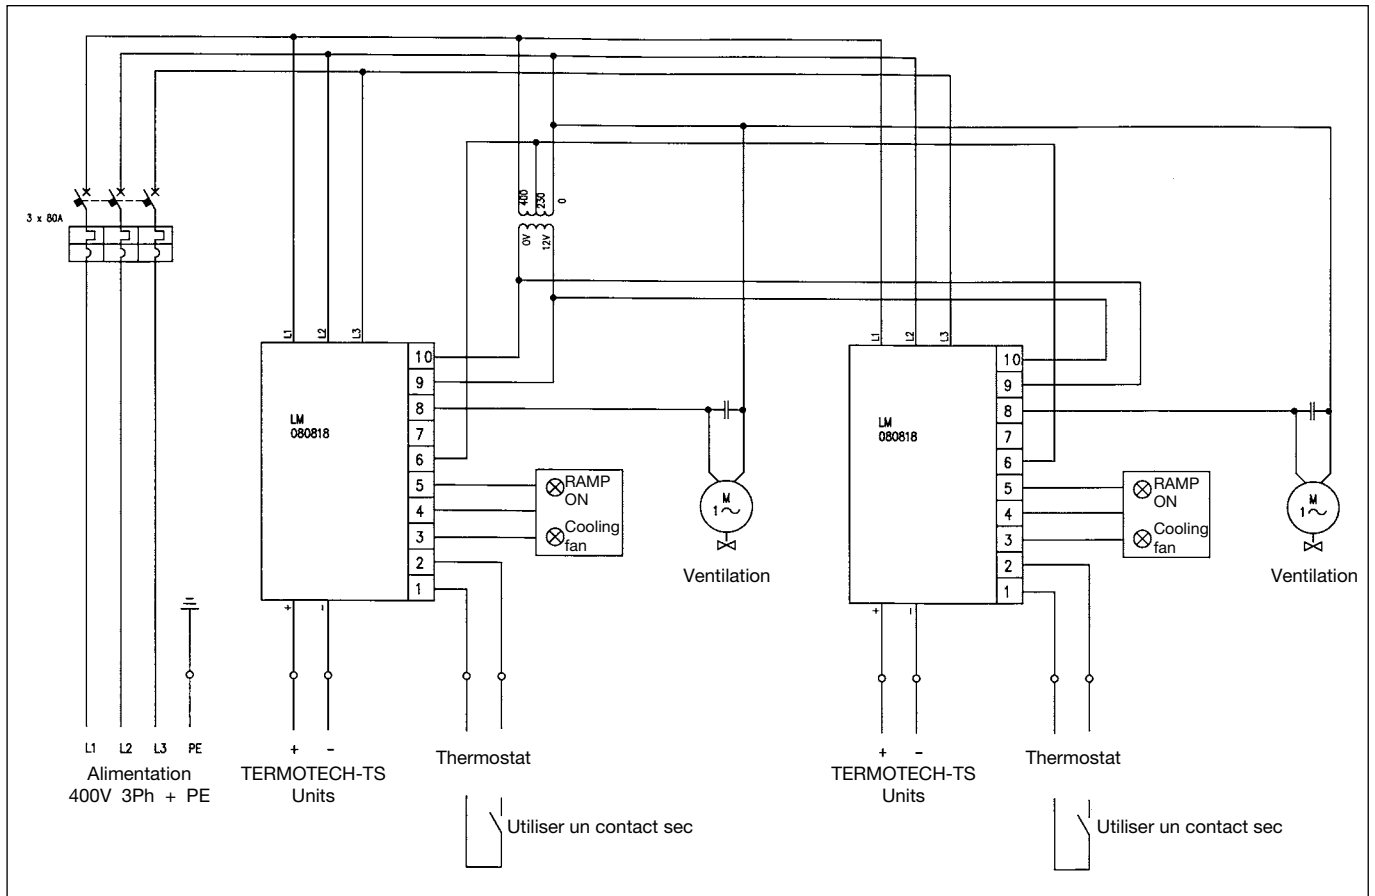 3 x 80A
400
230
0
0V
12V
L1
L2
L3
10
9
8
7
6
5
4
3
2
1
LM
080818
RAMP
ON
Cooling
fan
+
-
M
1~
Ventilation
L1
L2
L3
10
9
8
7
6
5
4
3
2
1
LM
080818
RAMP
ON
Cooling
fan
+
-
M
1~
Ventilation
L1 L2 L3 PE
Alimentation
400V 3Ph + PE
+ -
TERMOTECH-TS
Units
Thermostat
Utiliser un contact sec
+ -
TERMOTECH-TS
Units
Thermostat
Utiliser un contact sec